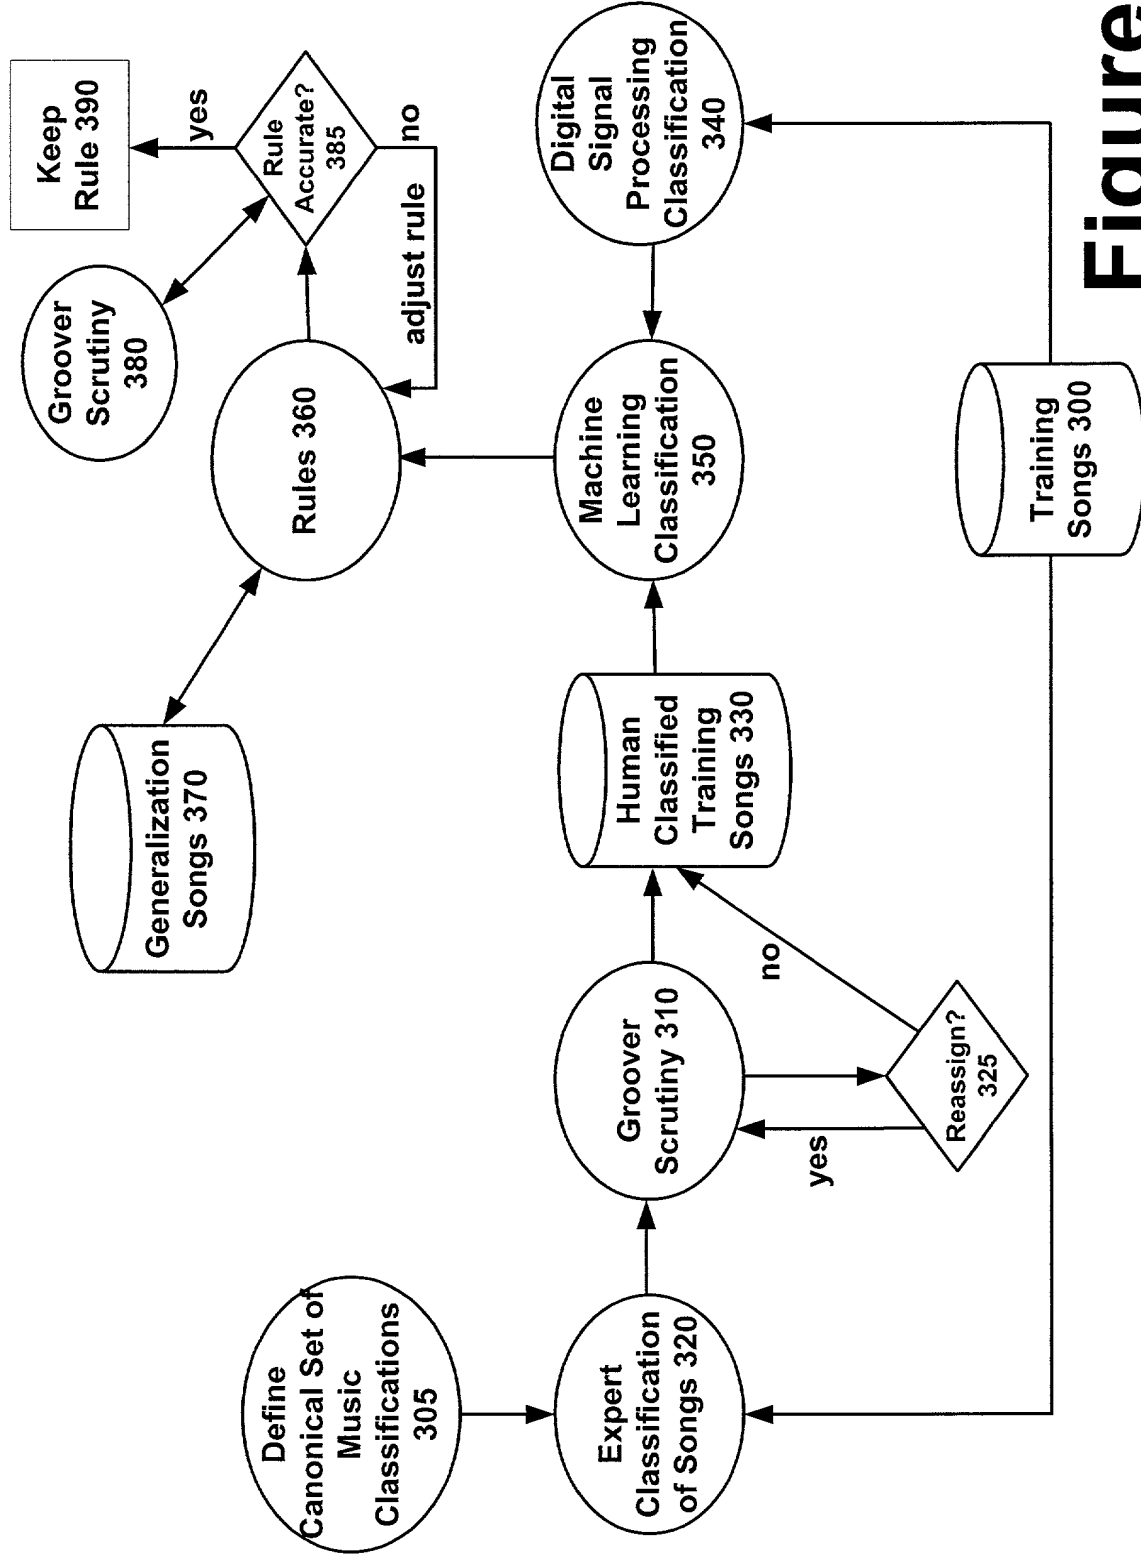 Define
Canonical Set of
Music
Classifications
305
Expert
Classification
of Songs 320
Groover
Scrutiny 310
yes
Reassign?
325
no
Human
Classified
Training
Songs 330
Generalization
Songs 370
Machine
Learning
Classification
350
Rules 360
Groover
Scrutiny
380
adjust rule
Rule
Accurate?
385
yes
no
Keep
Rule 390
Digital
Signal
Processing
Classification
340
Training
Songs 300
Figure